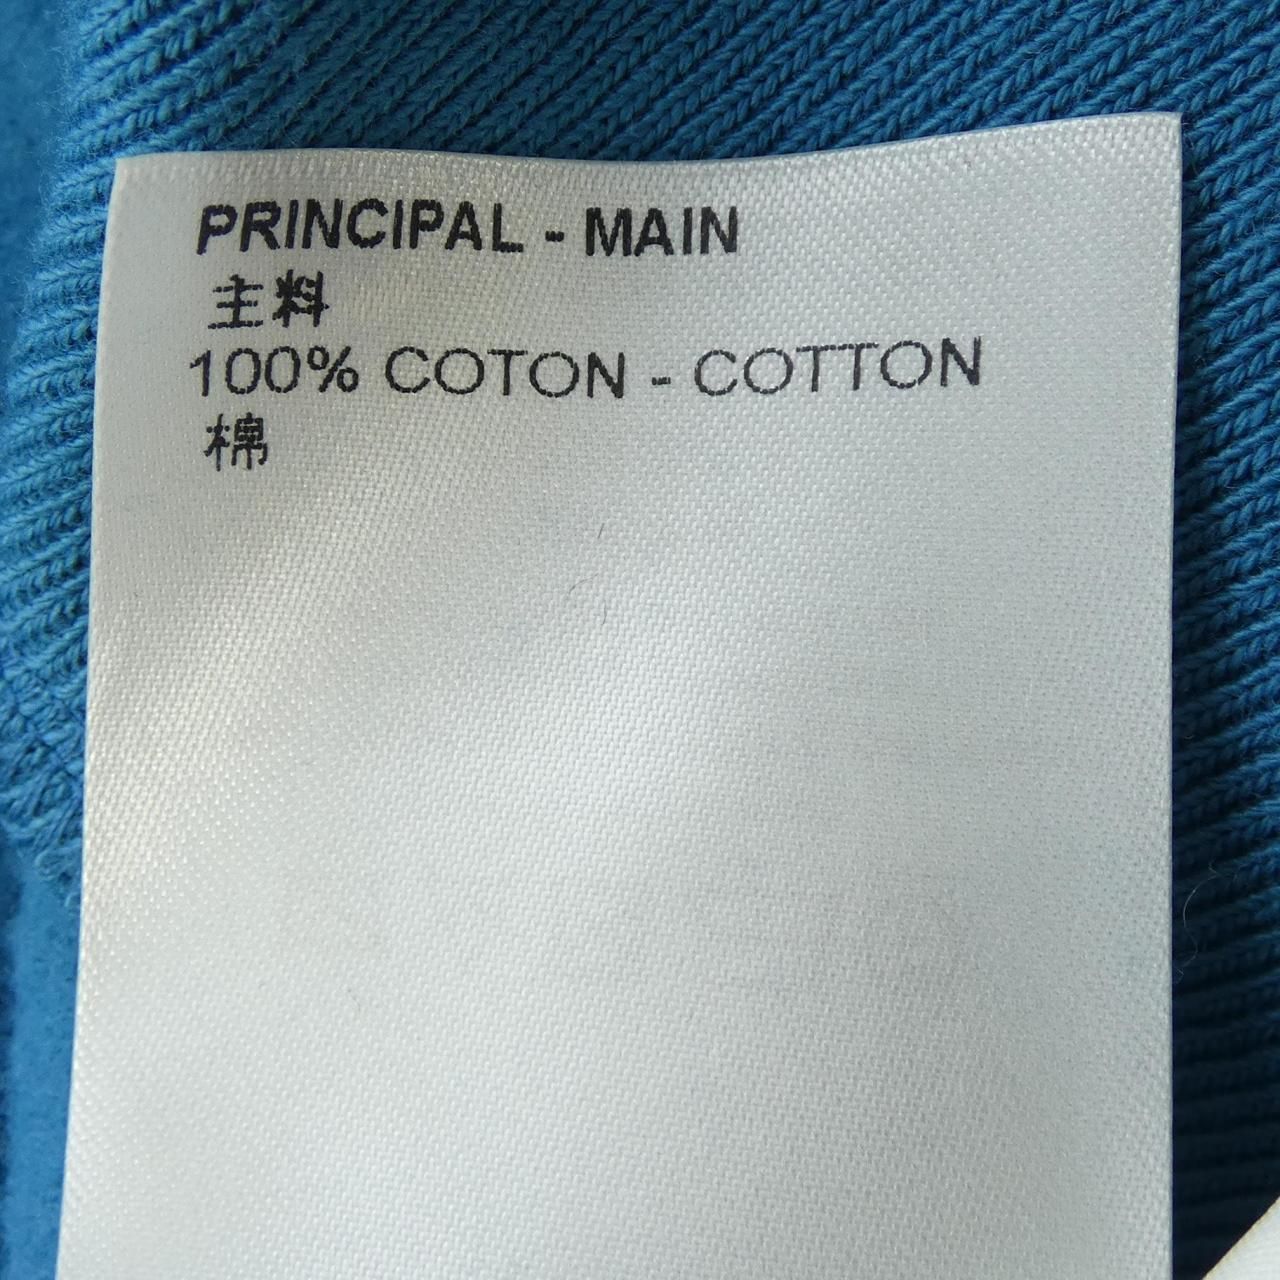 PRINCIPAL - MAIN
主料
100% COTON - COTTON
棉